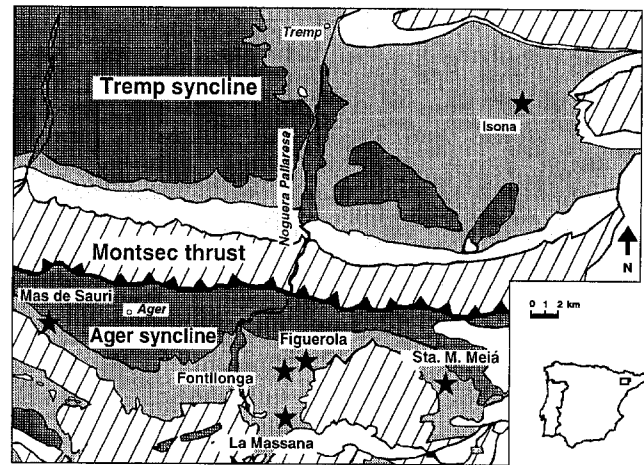 Tremp
Tremp syncline
Isona
Noguera Pallaresa
Montsec thrust
N
Mas de Sauri
Ager
0 1 2 km
Ager syncline
Figuerola
Sta. M. Meiá
Fontllonga
La Massana